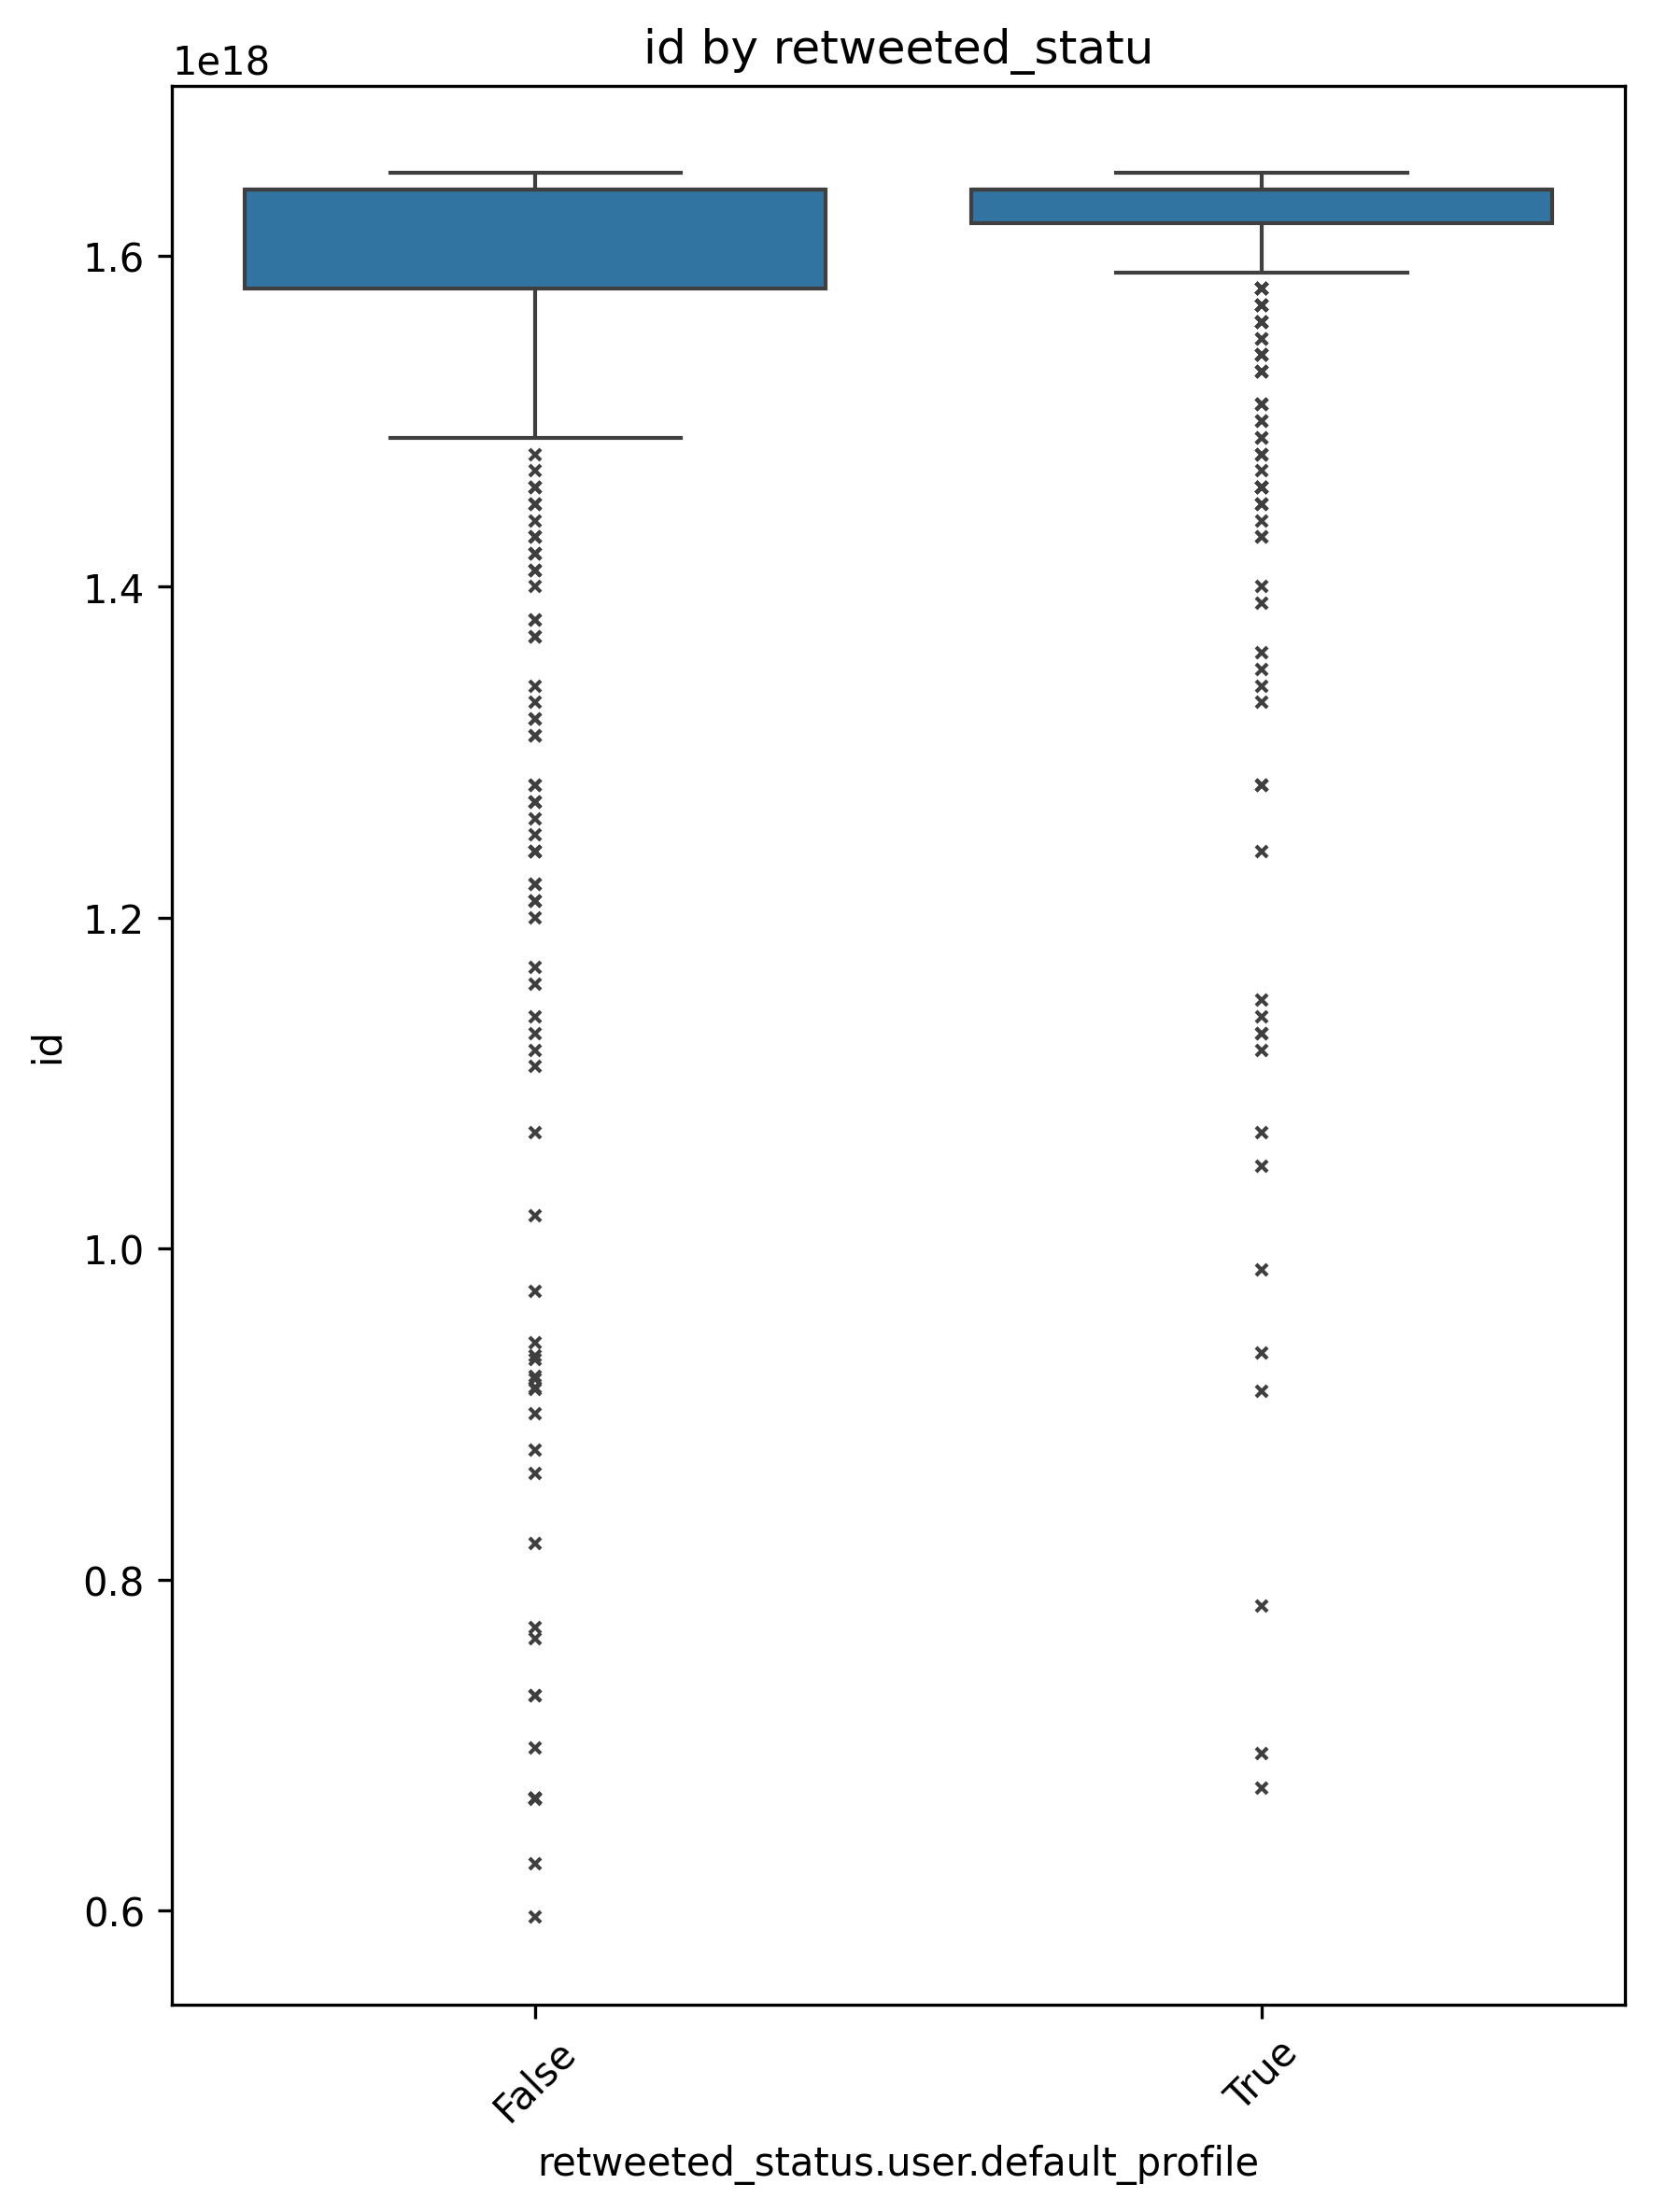 id by retweeted_statu
1e18
1.6
1.4
1.2
1.0
0.8
0.6
id
False
True
retweeted_status.user.default_profile